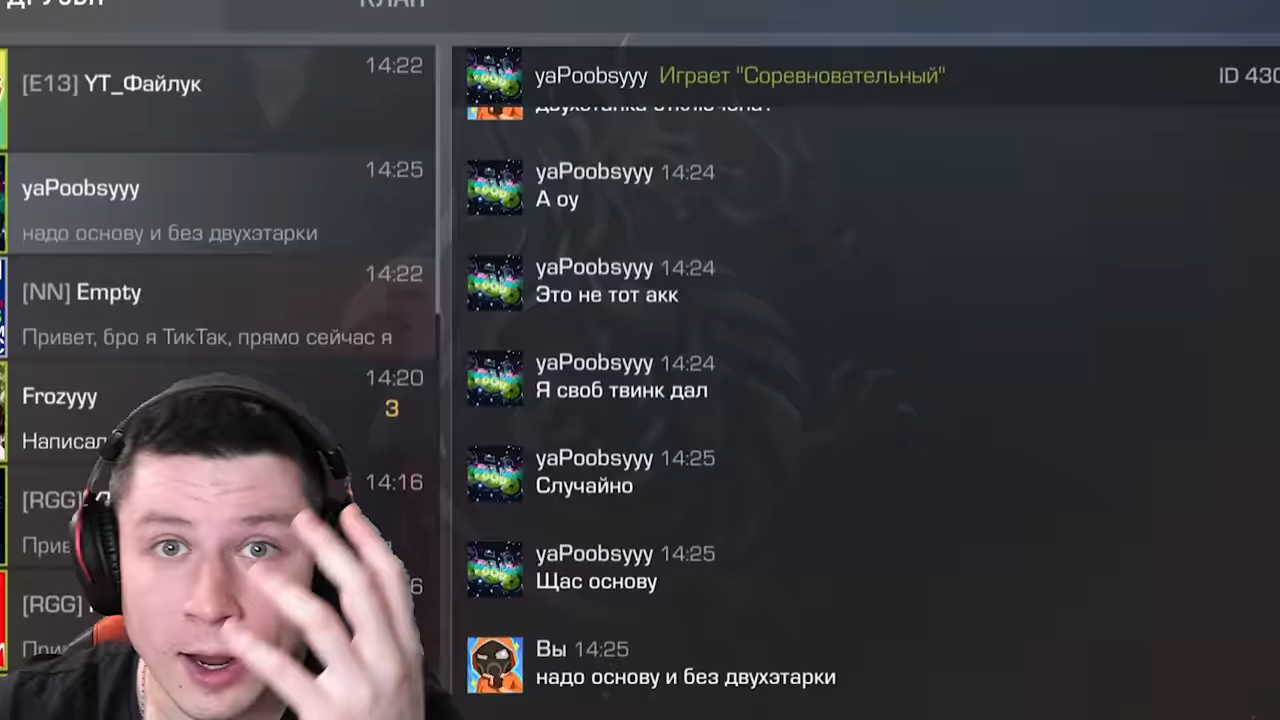 ДРУЗЬЯ
КЛАН
[E13] YT_Файлук
14:22
yaPoobsyyy
14:25
надо основу и без двухэтарки
[NN] Empty
14:22
Привет, бро я ТикТак, прямо сейчас я
Frozyyy
14:20
3
Написал
[RGG]
14:16
[RGG]
yaPoobsyyy Играет "Соревновательный"
ID 430
yaPoobsyyy 14:24
А оу
yaPoobsyyy 14:24
Это не тот акк
yaPoobsyyy 14:24
Я своб твинк дал
yaPoobsyyy 14:25
Случайно
yaPoobsyyy 14:25
Щас основу
Вы 14:25
надо основу и без двухэтарки